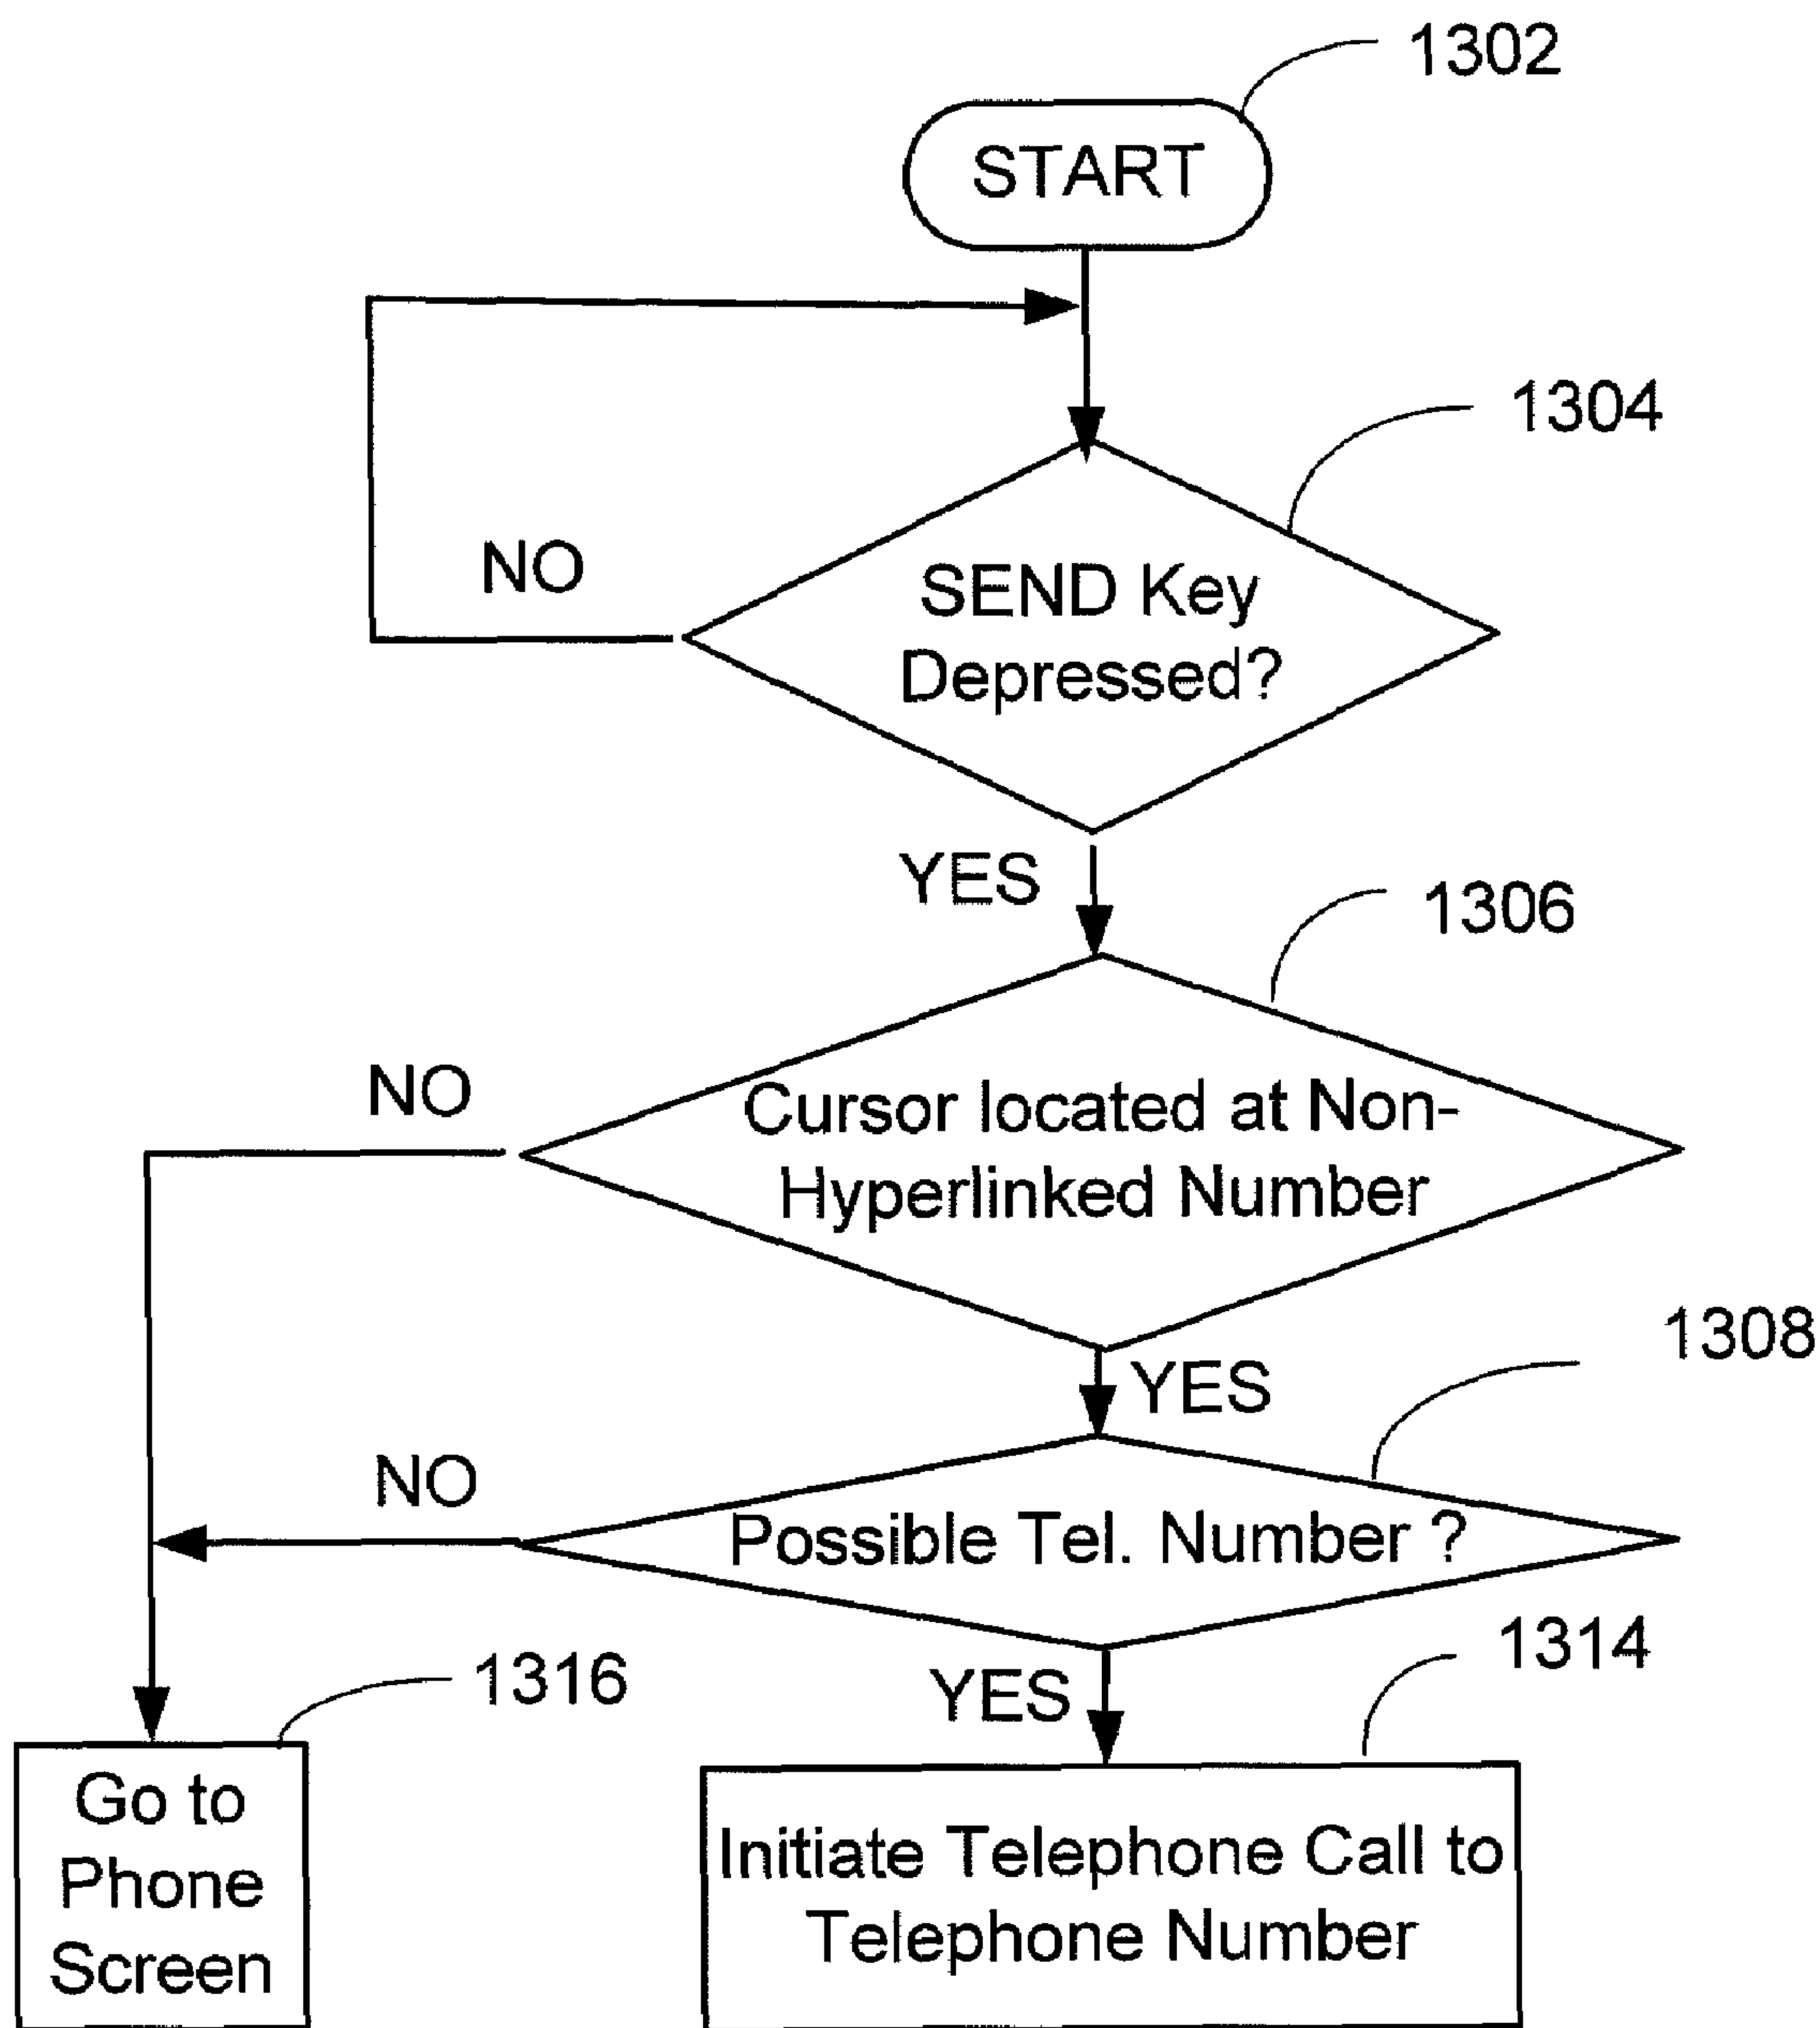 1302
START
1304
NO
SEND Key
Depressed?
YES
1306
NO
Cursor located at Non-
Hyperlinked Number
1308
YES
NO
Possible Tel. Number ?
1314
1316
YES
Go to
Phone
Screen
Initiate Telephone Call to
Telephone Number